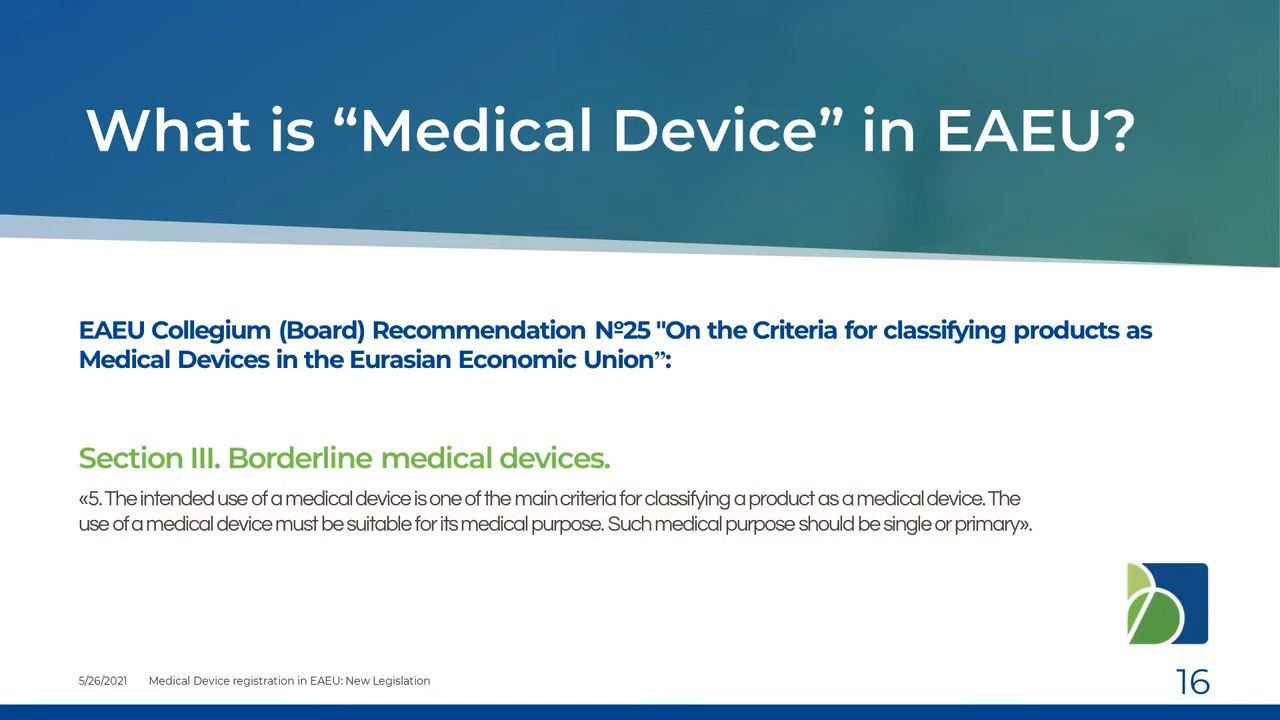 What is “Medical Device” in EAEU?
EAEU Collegium (Board) Recommendation №25 "On the Criteria for classifying products as
Medical Devices in the Eurasian Economic Union”:
Section III. Borderline medical devices.
«5. The intended use of a medical device is one of the main criteria for classifying a product as a medical device. The
use of a medical device must be suitable for its medical purpose. Such medical purpose should be single or primary».
5/26/2021 Medical Device registration in EAEU: New Legislation
16